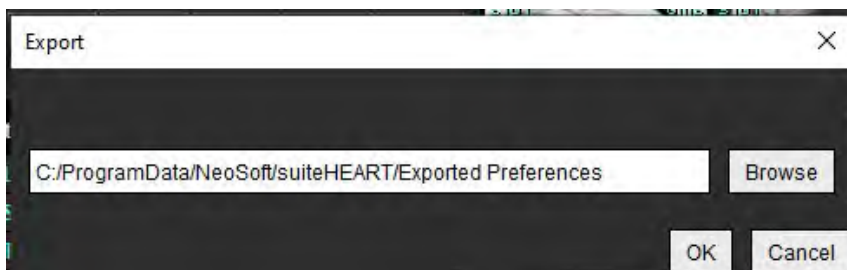 Export
C:/ProgramData/NeoSoft/suiteHEART/Exported Preferences
Browse
OK
Cancel